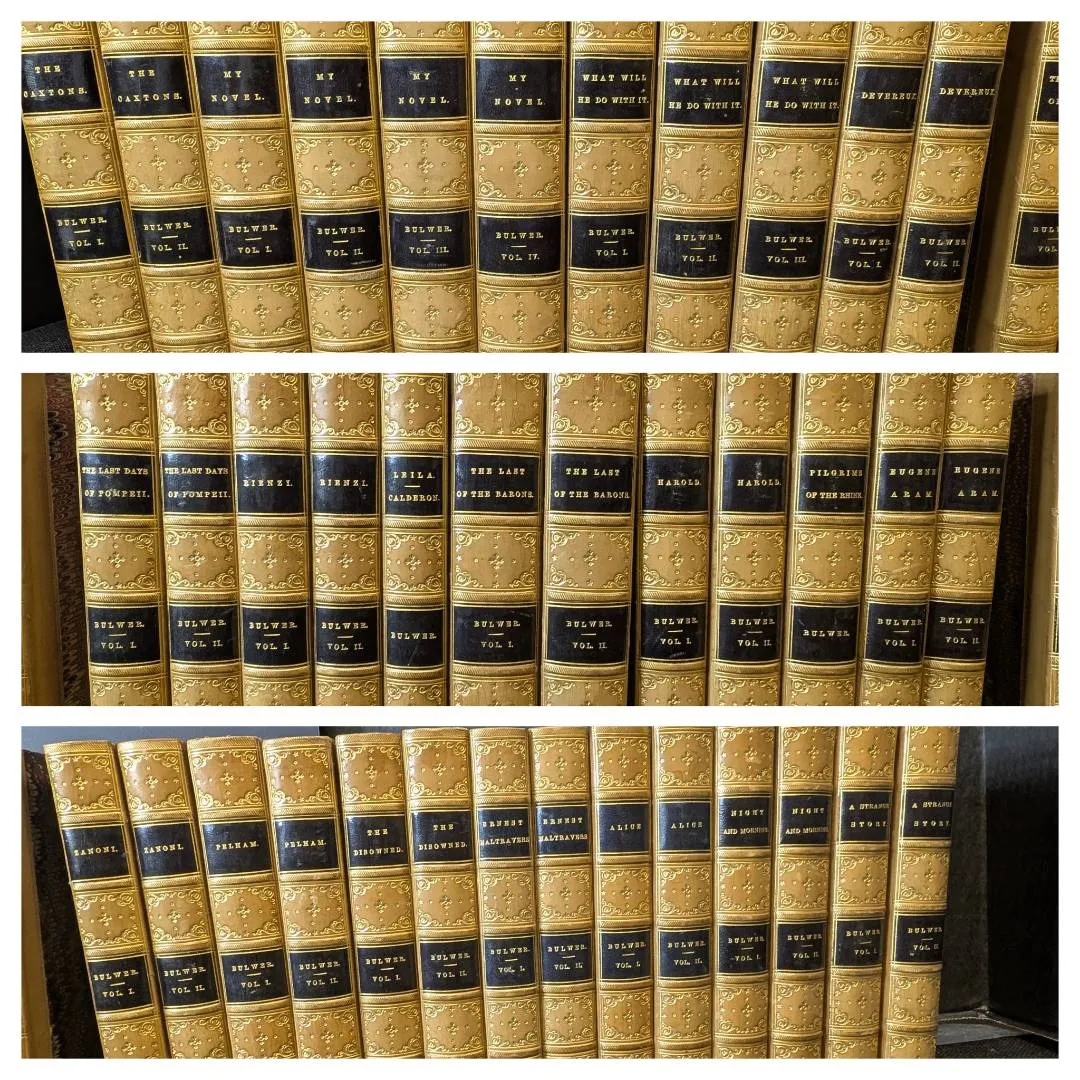 THE
CAXTONS.
BULWER.
VOL. I.
THE
CAXTONS.
BULWER.
VOL. II.
MY
NOVEL.
BULWER.
VOL. I.
MY
NOVEL.
BULWER.
VOL. II.
MY
NOVEL.
BULWER.
VOL. III.
MY
NOVEL.
BULWER.
VOL. IV.
WHAT WILL
HE DO WITH IT.
BULWER.
VOL. I.
WHAT WILL
HE DO WITH IT.
BULWER.
VOL. II.
WHAT WILL
HE DO WITH IT.
BULWER.
VOL. III.
DEVEREUX
BULWER.
VOL. I.
DEVEREUX
BULWER.
VOL. II.
THE LAST DAYS
OF POMPEII.
BULWER.
VOL. I.
THE LAST DAYS
OF POMPEII.
BULWER.
VOL. II.
RIENZI.
BULWER.
VOL. I.
RIENZI.
BULWER.
VOL. II.
LEILA.
CALDERON.
BULWER.
THE LAST
OF THE BARONS.
BULWER.
VOL. I.
THE LAST
OF THE BARONS.
BULWER.
VOL. II.
HAROLD.
BULWER.
VOL. I.
HAROLD.
BULWER.
VOL. II.
PILGRIMS
OF THE RHINE.
BULWER.
EUGENE
ARAM.
BULWER.
VOL. I.
EUGENE
ARAM.
BULWER.
VOL. II.
ZANONI.
BULWER.
VOL. I.
ZANONI.
BULWER.
VOL. II.
PELHAM.
BULWER.
VOL. I.
PELHAM.
BULWER.
VOL. II.
THE
DISOWNED.
BULWER.
VOL. I.
THE
DISOWNED.
BULWER.
VOL. II.
ERNEST
MALTRAVERS
BULWER.
VOL. I.
ERNEST
MALTRAVERS
BULWER.
VOL. II.
ALICE
BULWER.
VOL. I.
ALICE
BULWER.
VOL. II.
NIGHT
AND MORNING.
BULWER.
VOL. I.
NIGHT
AND MORNING.
BULWER.
VOL. II.
A STRANGE
STORY.
BULWER.
VOL. I.
A STRANGE
STORY.
BULWER.
VOL. II.